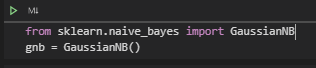 M↓
from sklearn.naive_bayes import GaussianNB
gnb = GaussianNB()